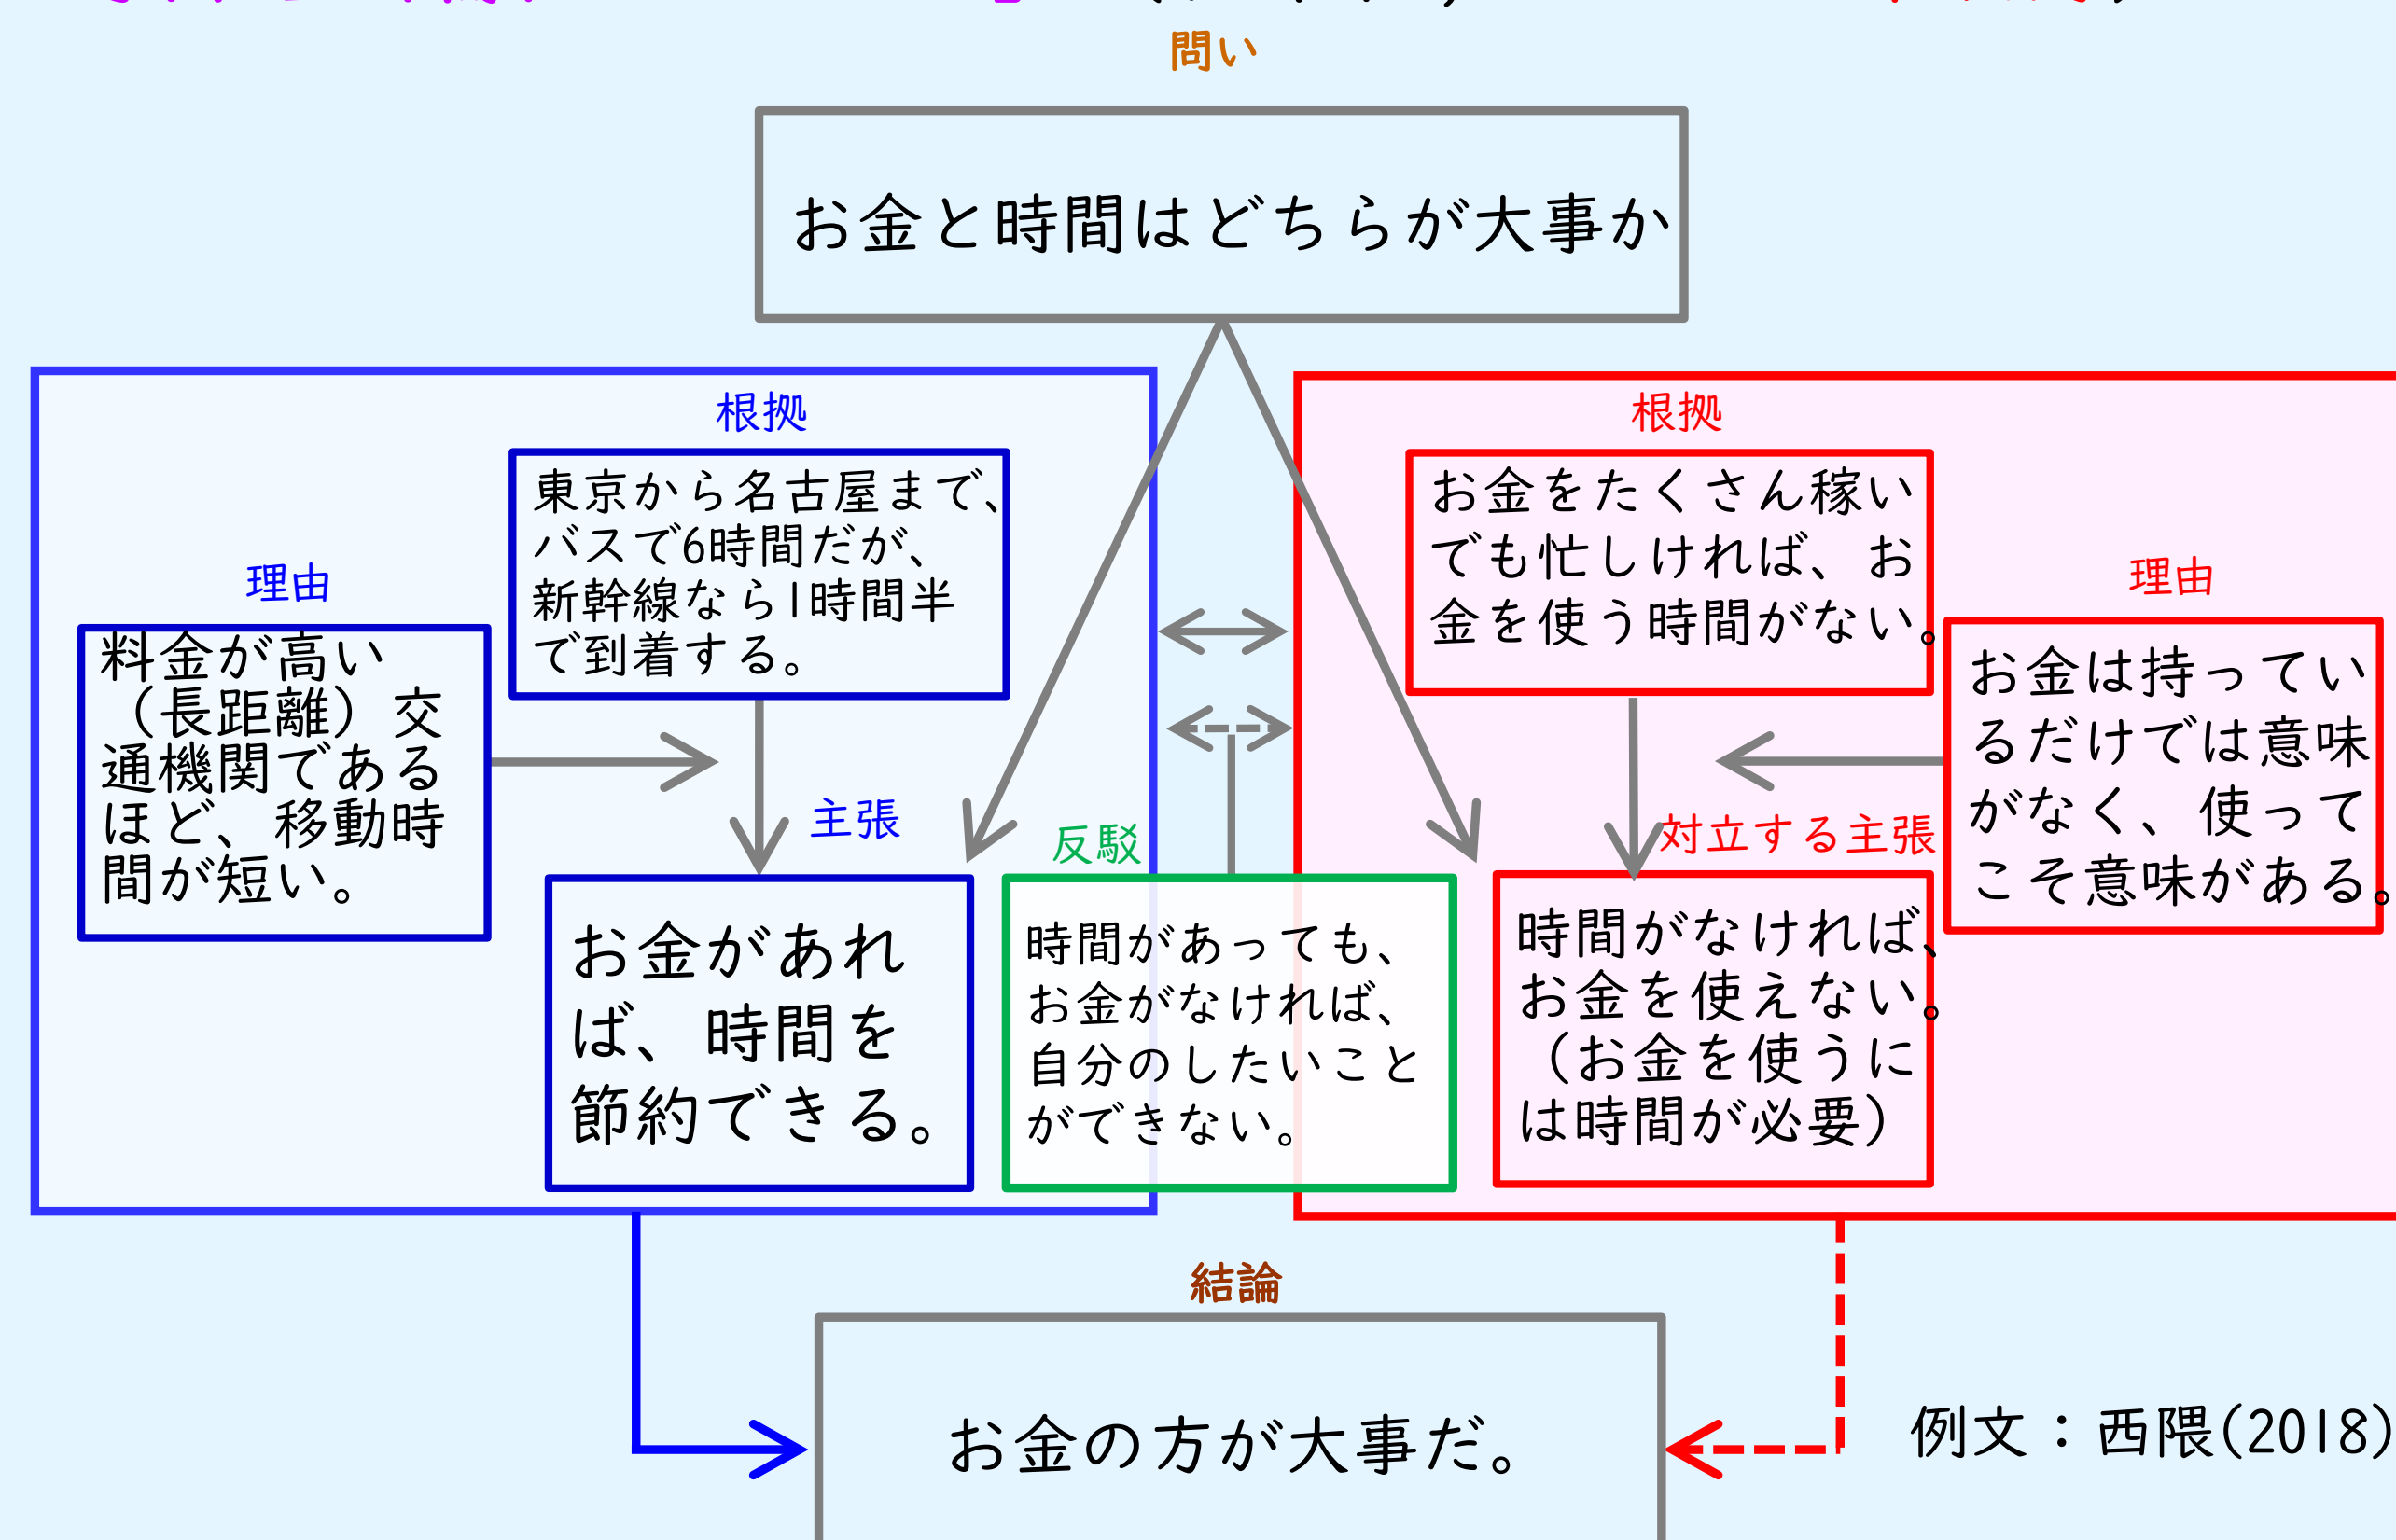 問い
お金と時間はどちらが大事か
根拠
東京から名古屋まで、
バスで6時間だが、
新幹線なら1時間半
で到着する。
理由
料金が高い
（長距離）交
通機関である
ほど、移動時
間が短い。
主張
お金があれ
ば、時間を
節約できる。
反駁
時間があっても、
お金がなければ、
自分のしたいこと
ができない。
根拠
お金をたくさん稼い
でも忙しければ、お
金を使う時間がない。
理由
お金は持ってい
るだけでは意味
がなく、使って
こそ意味がある。
対立する主張
時間がなければ、
お金を使えない。
（お金を使うに
は時間が必要）
結論
お金の方が大事だ。
例文：西隈(2018)